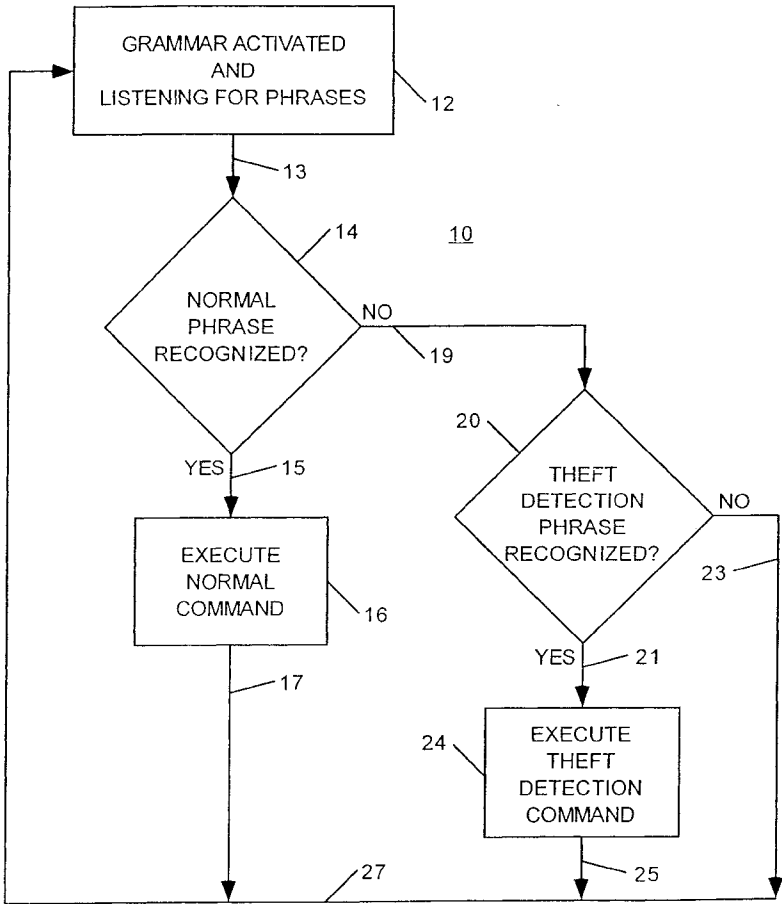 GRAMMAR ACTIVATED
AND
LISTENING FOR PHRASES
12
13
14
10
NORMAL
PHRASE
RECOGNIZED?
NO
19
20
YES
15
THEFT
DETECTION
PHRASE
RECOGNIZED?
NO
23
EXECUTE
NORMAL
COMMAND
16
YES
21
17
24
EXECUTE
THEFT
DETECTION
COMMAND
25
27